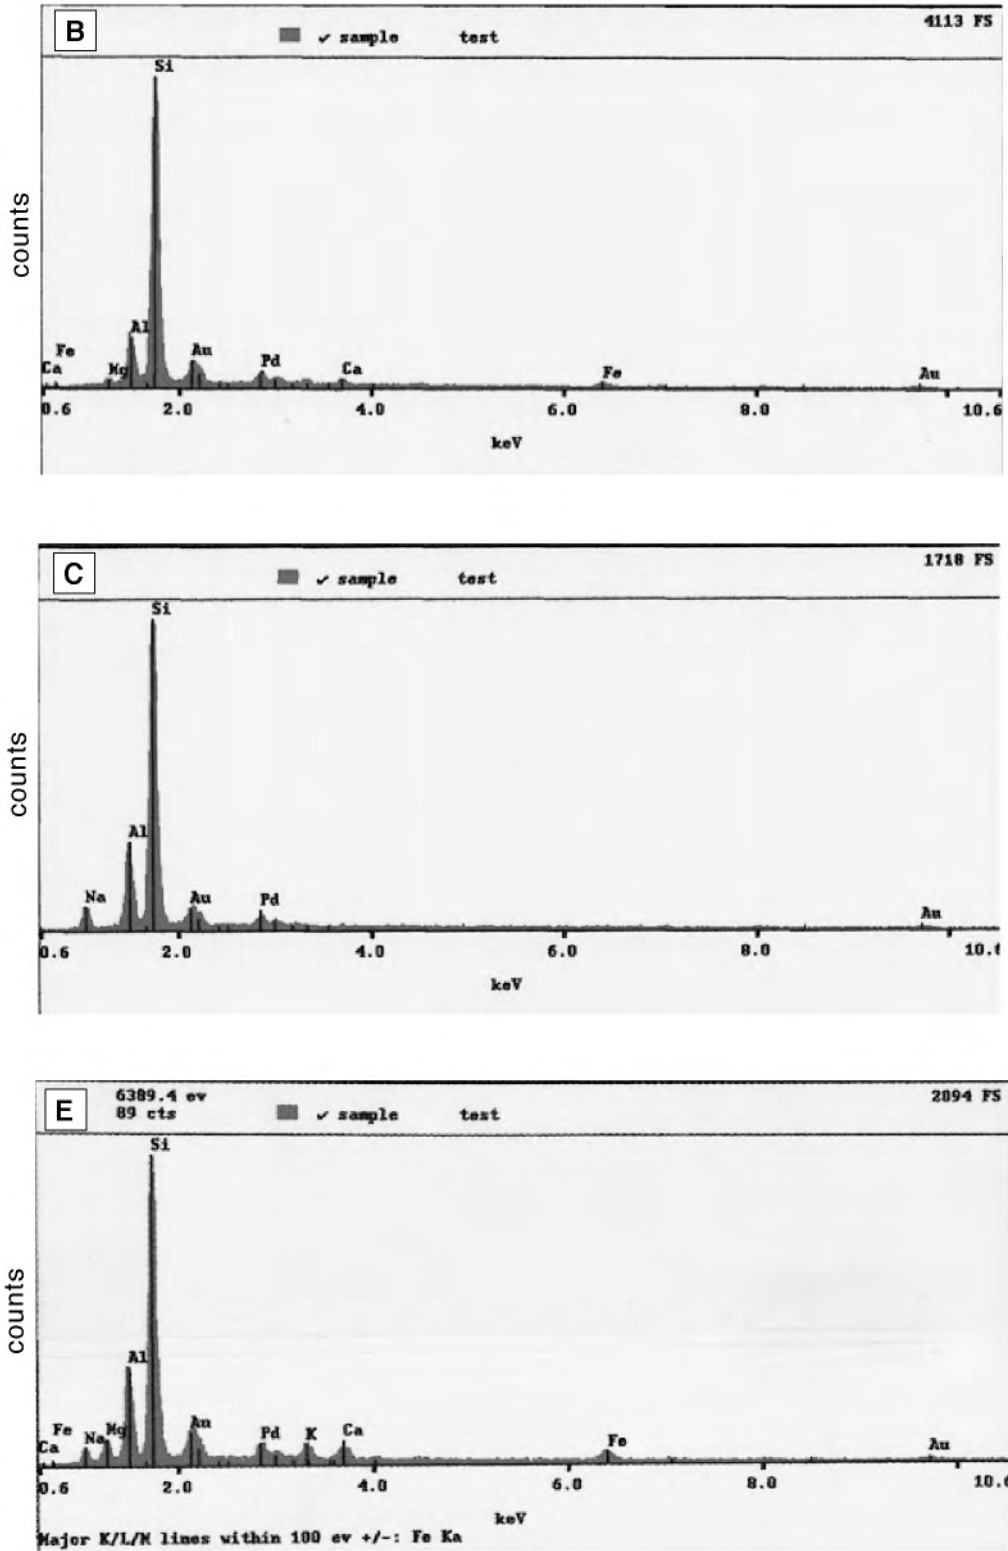 B
✓ sample test
4113 FS
Si
Al
Fe
Ca
Mg
Au
Pd
Ca
Fe
Au
0.6 2.0 4.0 6.0 8.0 10.6
keV
counts
C
✓ sample test
1718 FS
Si
Al
Na
Au
Pd
Au
0.6 2.0 4.0 6.0 8.0
keV
counts
E
6389.4 ev
89 cts
✓ sample test
2094 FS
Si
Al
Fe
Ca
Na
Mg
Au
Pd
K
Ca
Fe
Au
0.6 2.0 4.0 6.0 8.0
keV
counts
Major K/L/M lines within 100 ev +/-: Fe Ka